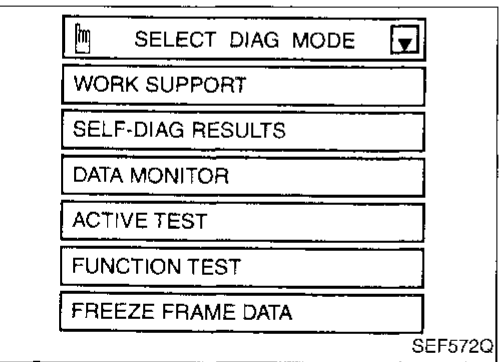 SELECT DIAG MODE
WORK SUPPORT
SELF-DIAG RESULTS
DATA MONITOR
ACTIVE TEST
FUNCTION TEST
FREEZE FRAME DATA
SEF572Q